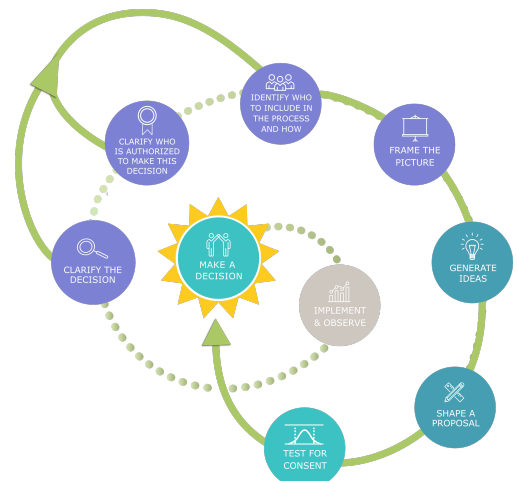 CLARIFY THE
DECISION
CLARIFY WHO
IS AUTHORIZED
TO MAKE THIS
DECISION
IDENTIFY WHO
TO INCLUDE IN
THE PROCESS
AND HOW
FRAME THE
PICTURE
GENERATE
IDEAS
SHAPE A
PROPOSAL
TEST FOR
CONSENT
MAKE A
DECISION
IMPLEMENT
& OBSERVE